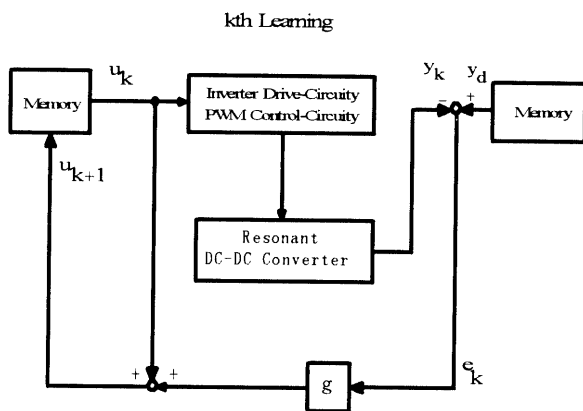 kth Learning
u_k
y_k
y_d
Memory
Inverter Drive-Circuity
PWM Control-Circuity
- +
Memory
u_k+1
Resonant
DC-DC Converter
+ +
g
e_k